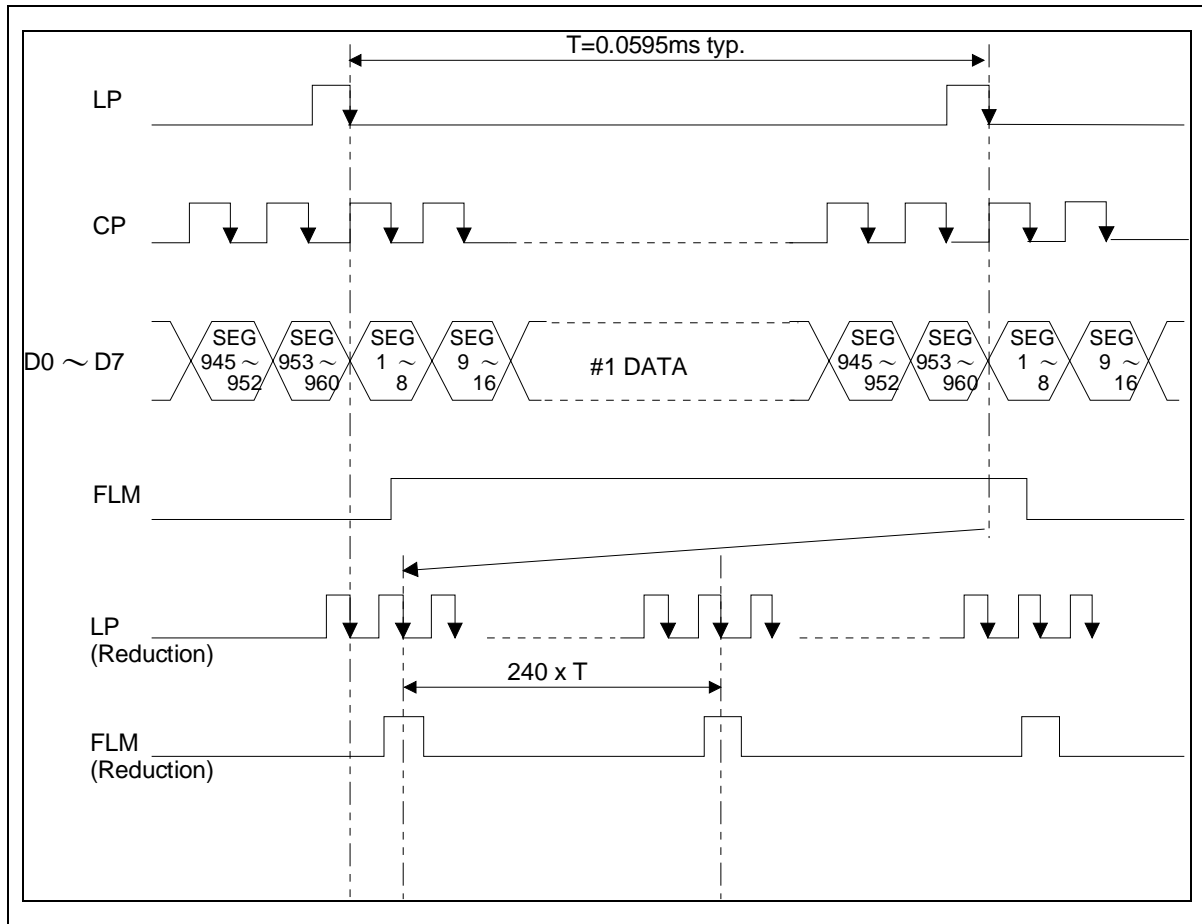 T=0.0595ms typ.
LP
CP
D0 ~ D7
SEG
945~
952
SEG
953~
960
SEG
1 ~
8
SEG
9 ~
16
#1 DATA
SEG
945~
952
SEG
953~
960
SEG
1 ~
8
SEG
9 ~
16
FLM
LP
(Reduction)
240 x T
FLM
(Reduction)